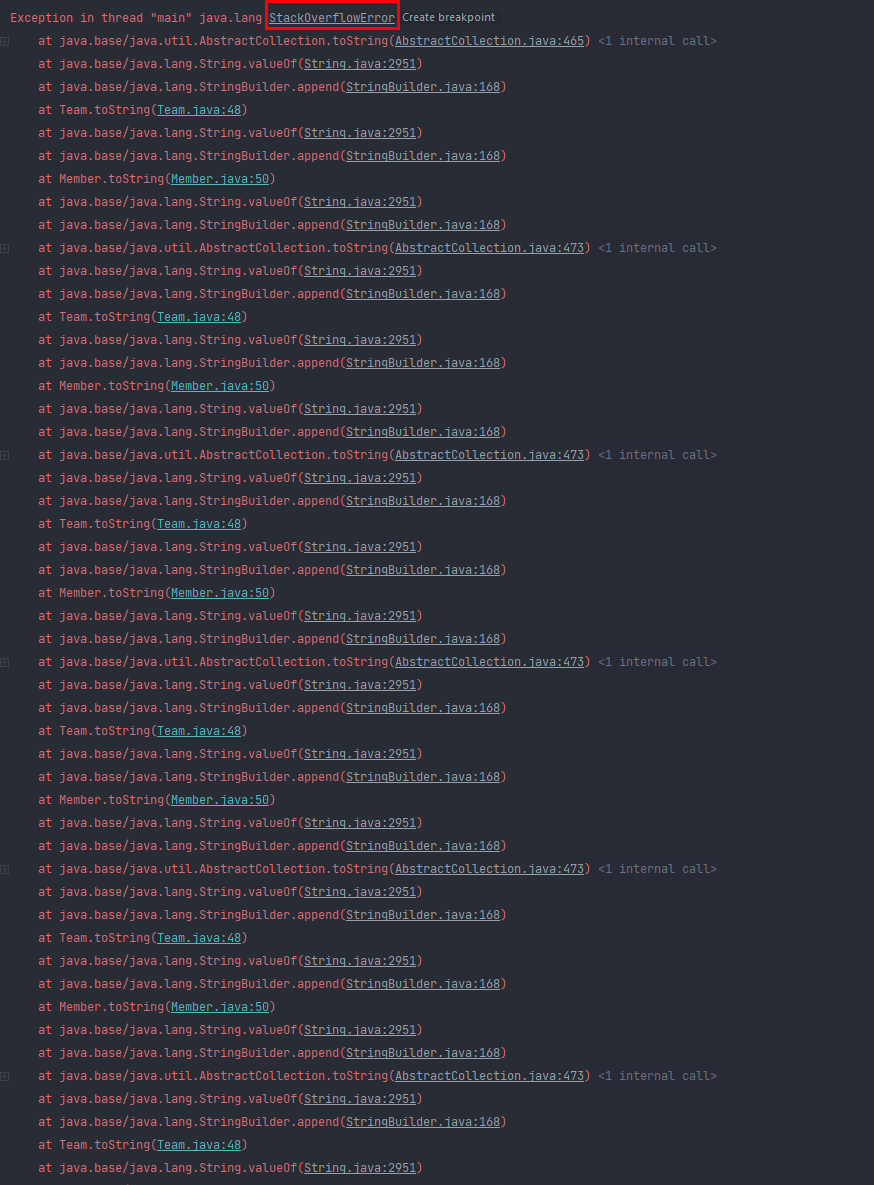 Exception in thread "main" java.lang.StackOverflowError Create breakpoint
at java.base/java.util.AbstractCollection.toString(AbstractCollection.java:465) <1 internal call>
at java.base/java.lang.String.valueOf(String.java:2951)
at java.base/java.lang.StringBuilder.append(StringBuilder.java:168)
at Team.toString(Team.java:48)
at java.base/java.lang.String.valueOf(String.java:2951)
at java.base/java.lang.StringBuilder.append(StringBuilder.java:168)
at Member.toString(Member.java:50)
at java.base/java.lang.String.valueOf(String.java:2951)
at java.base/java.lang.StringBuilder.append(StringBuilder.java:168)
at java.base/java.util.AbstractCollection.toString(AbstractCollection.java:473) <1 internal call>
at java.base/java.lang.String.valueOf(String.java:2951)
at java.base/java.lang.StringBuilder.append(StringBuilder.java:168)
at Team.toString(Team.java:48)
at java.base/java.lang.String.valueOf(String.java:2951)
at java.base/java.lang.StringBuilder.append(StringBuilder.java:168)
at Member.toString(Member.java:50)
at java.base/java.lang.String.valueOf(String.java:2951)
at java.base/java.lang.StringBuilder.append(StringBuilder.java:168)
at java.base/java.util.AbstractCollection.toString(AbstractCollection.java:473) <1 internal call>
at java.base/java.lang.String.valueOf(String.java:2951)
at java.base/java.lang.StringBuilder.append(StringBuilder.java:168)
at Team.toString(Team.java:48)
at java.base/java.lang.String.valueOf(String.java:2951)
at java.base/java.lang.StringBuilder.append(StringBuilder.java:168)
at Member.toString(Member.java:50)
at java.base/java.lang.String.valueOf(String.java:2951)
at java.base/java.lang.StringBuilder.append(StringBuilder.java:168)
at java.base/java.util.AbstractCollection.toString(AbstractCollection.java:473) <1 internal call>
at java.base/java.lang.String.valueOf(String.java:2951)
at java.base/java.lang.StringBuilder.append(StringBuilder.java:168)
at Team.toString(Team.java:48)
at java.base/java.lang.String.valueOf(String.java:2951)
at java.base/java.lang.StringBuilder.append(StringBuilder.java:168)
at Member.toString(Member.java:50)
at java.base/java.lang.String.valueOf(String.java:2951)
at java.base/java.lang.StringBuilder.append(StringBuilder.java:168)
at java.base/java.util.AbstractCollection.toString(AbstractCollection.java:473) <1 internal call>
at java.base/java.lang.String.valueOf(String.java:2951)
at java.base/java.lang.StringBuilder.append(StringBuilder.java:168)
at Team.toString(Team.java:48)
at java.base/java.lang.String.valueOf(String.java:2951)
at java.base/java.lang.StringBuilder.append(StringBuilder.java:168)
at Member.toString(Member.java:50)
at java.base/java.lang.String.valueOf(String.java:2951)
at java.base/java.lang.StringBuilder.append(StringBuilder.java:168)
at java.base/java.util.AbstractCollection.toString(AbstractCollection.java:473) <1 internal call>
at java.base/java.lang.String.valueOf(String.java:2951)
at java.base/java.lang.StringBuilder.append(StringBuilder.java:168)
at Team.toString(Team.java:48)
at java.base/java.lang.String.valueOf(String.java:2951)